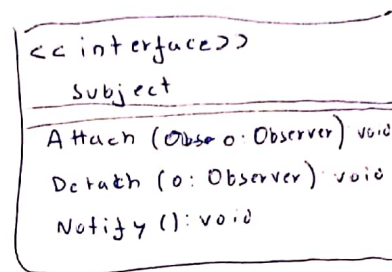 <<interface>>
subject
Attach (o: Observer) void
Detach (o: Observer) void
Notify (): void